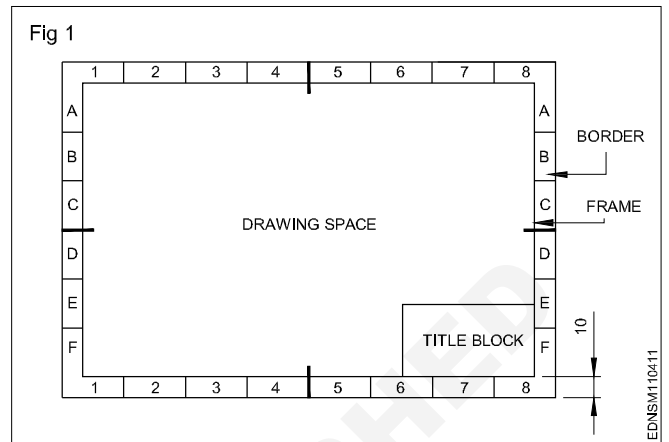 Fig 1
1 2 3 4 5 6 7 8
A A
B B
BORDER
C C
FRAME
DRAWING SPACE
D D
E E
10
TITLE BLOCK
F F
1 2 3 4 5 6 7 8
EDNSM110411